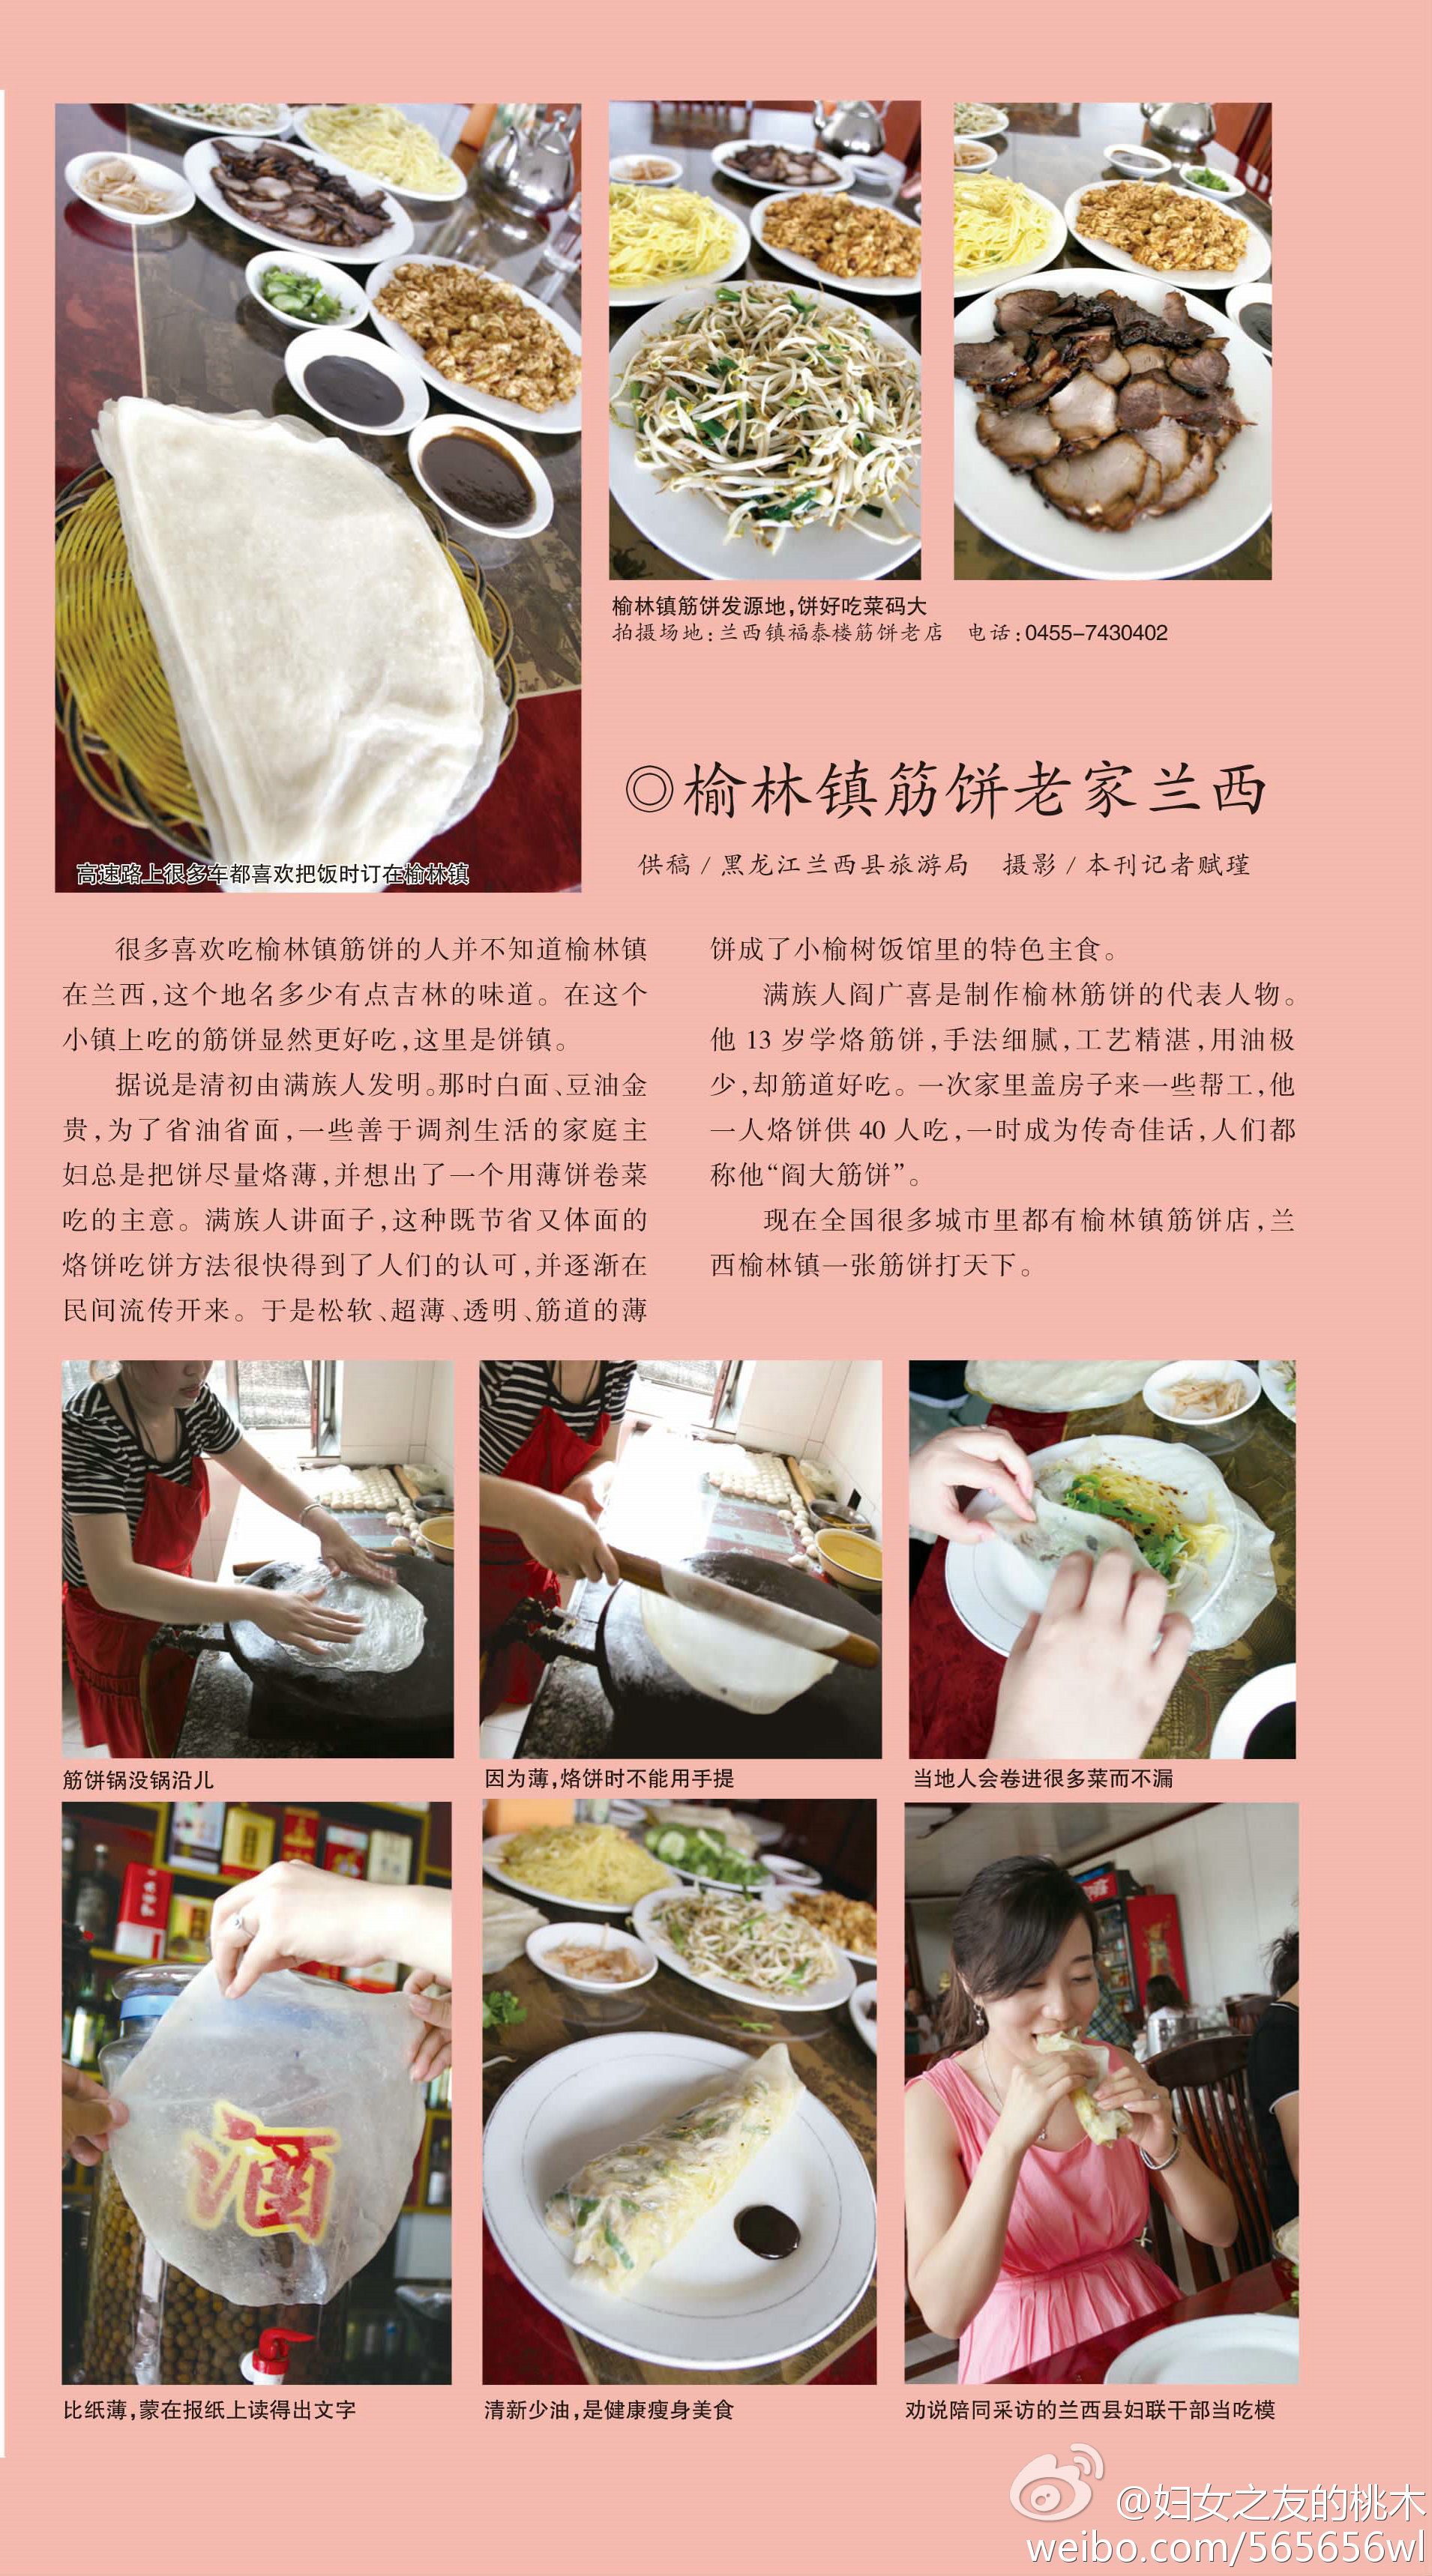 高速路上很多车都喜欢把饭时订在榆林镇
榆林镇筋饼发源地,饼好吃菜码大
拍摄场地:兰西镇福泰楼筋饼老店 电话:0455-7430402
◎榆林镇筋饼老家兰西
供稿/黑龙江兰西县旅游局 摄影/本刊记者赋瑾
很多喜欢吃榆林镇筋饼的人并不知道榆林镇
在兰西,这个地名多少有点吉林的味道。在这个
小镇上吃的筋饼显然更好吃,这里是饼镇。
据说是清初由满族人发明。那时白面、豆油金
贵,为了省油省面,一些善于调剂生活的家庭主
妇总是把饼尽量烙薄,并想出了一个用薄饼卷菜
吃的主意。满族人讲面子,这种既节省又体面的
烙饼吃饼方法很快得到了人们的认可,并逐渐在
民间流传开来。于是松软、超薄、透明、筋道的薄
饼成了小榆树饭馆里的特色主食。
满族人阎广喜是制作榆林筋饼的代表人物。
他 13 岁学烙筋饼,手法细腻,工艺精湛,用油极
少,却筋道好吃。一次家里盖房子来一些帮工,他
一人烙饼供 40 人吃,一时成为传奇佳话,人们都
称他“阎大筋饼”。
现在全国很多城市里都有榆林镇筋饼店,兰
西榆林镇一张筋饼打天下。
筋饼锅没锅沿儿
因为薄,烙饼时不能用手提
当地人会卷进很多菜而不漏
酒
比纸薄,蒙在报纸上读得出文字
清新少油,是健康瘦身美食
劝说陪同采访的兰西县妇联干部当吃模
@妇女之友的桃木
weibo.com/565656wl